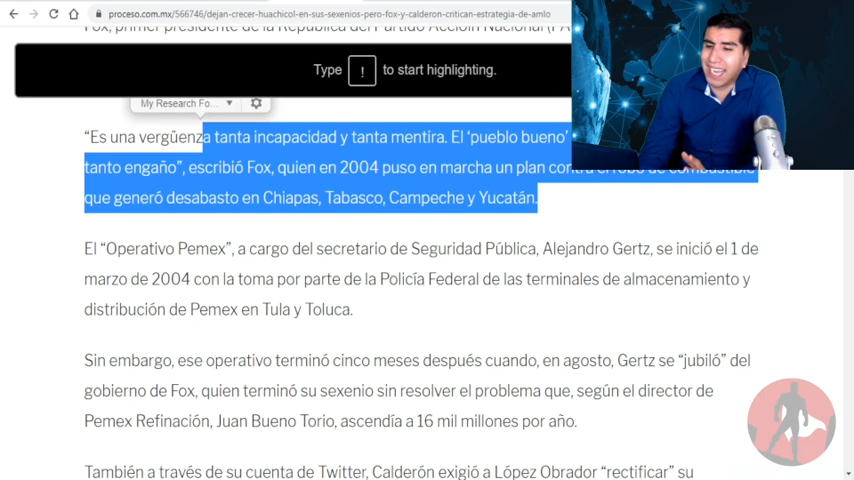 proceso.com.mx/566746/dejan-crecer-huachicol-en-sus-sexenios-pero-fox-y-calderon-critican-estrategia-de-amlo
Fox, primer presidente de la República del Partido Acción Nacional (PA
Type ! to start highlighting.
My Research Fo...
“Es una vergüenza tanta incapacidad y tanta mentira. El ‘pueblo bueno’
tanto engaño”, escribió Fox, quien en 2004 puso en marcha un plan contra el robo de combustible
que generó desabasto en Chiapas, Tabasco, Campeche y Yucatán.
El “Operativo Pemex”, a cargo del secretario de Seguridad Pública, Alejandro Gertz, se inició el 1 de
marzo de 2004 con la toma por parte de la Policía Federal de las terminales de almacenamiento y
distribución de Pemex en Tula y Toluca.
Sin embargo, ese operativo terminó cinco meses después cuando, en agosto, Gertz se “jubiló” del
gobierno de Fox, quien terminó su sexenio sin resolver el problema que, según el director de
Pemex Refinación, Juan Bueno Torio, ascendía a 16 mil millones por año.
También a través de su cuenta de Twitter, Calderón exigió a López Obrador “rectificar” su